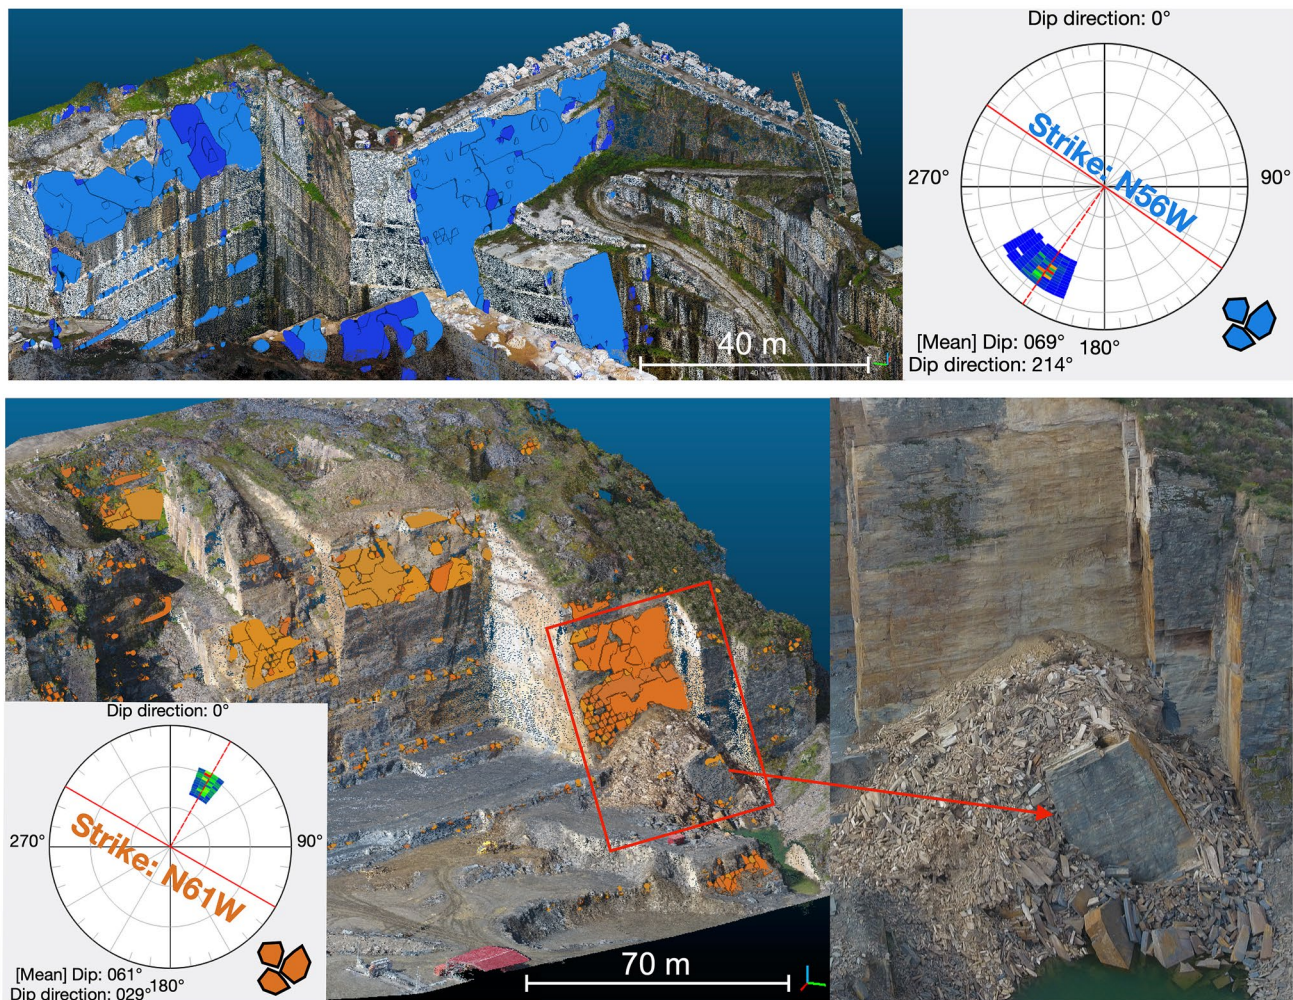 Dip direction: 0°
270°
90°
Strike: N56W
40 m
40
[Mean] Dip: 069°
180°
Dip direction: 214°
Dip direction: 0°
270°
90°
Strike: N61W
[Mean] Dip: 061°
180°
Dip direction: 029°
70 m